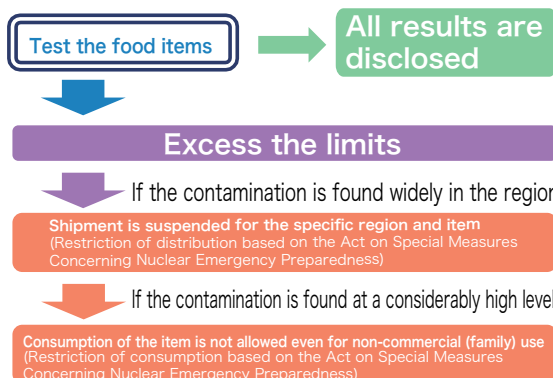 Test the food items
All results are
disclosed
Excess the limits
If the contamination is found widely in the region
Shipment is suspended for the specific region and item
(Restriction of distribution based on the Act on Special Measures
Concerning Nuclear Emergency Preparedness)
If the contamination is found at a considerably high level
Consumption of the item is not allowed even for non-commercial (family) use
(Restriction of consumption based on the Act on Special Measures
Concerning Nuclear Emergency Preparedness)